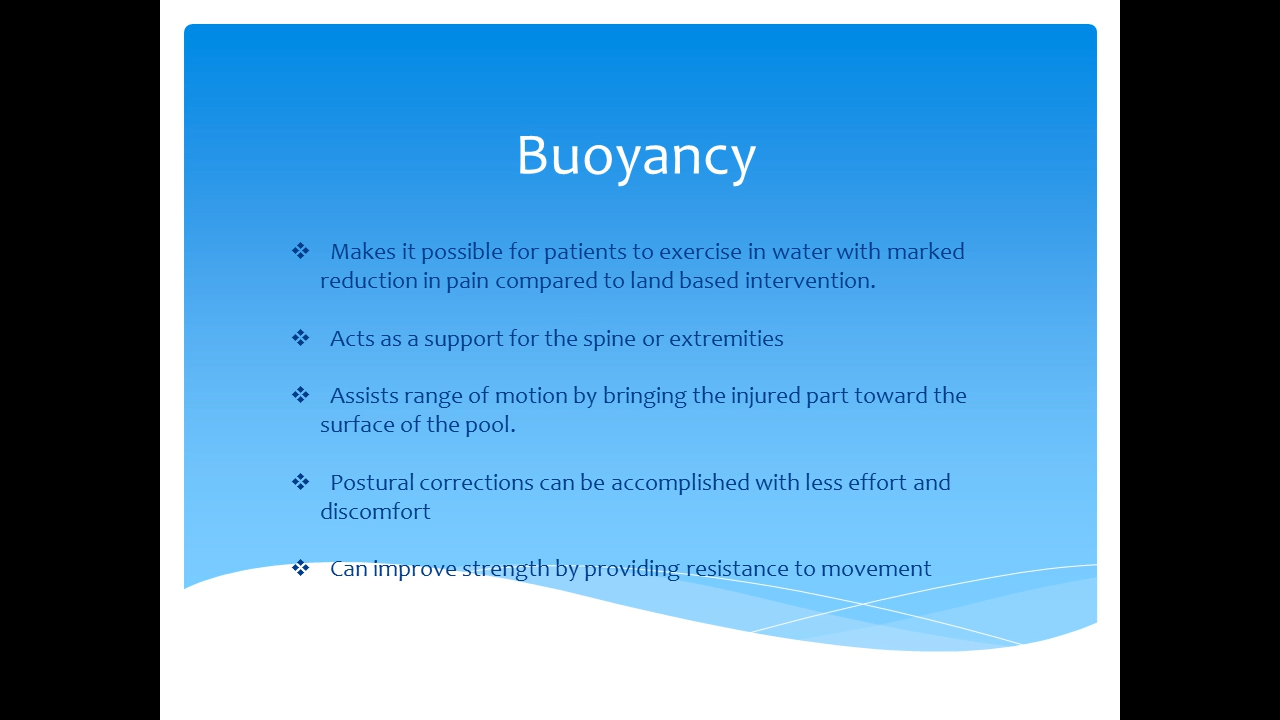 Buoyancy
❖ Makes it possible for patients to exercise in water with marked
reduction in pain compared to land based intervention.
❖ Acts as a support for the spine or extremities
❖ Assists range of motion by bringing the injured part toward the
surface of the pool.
❖ Postural corrections can be accomplished with less effort and
discomfort
❖ Can improve strength by providing resistance to movement